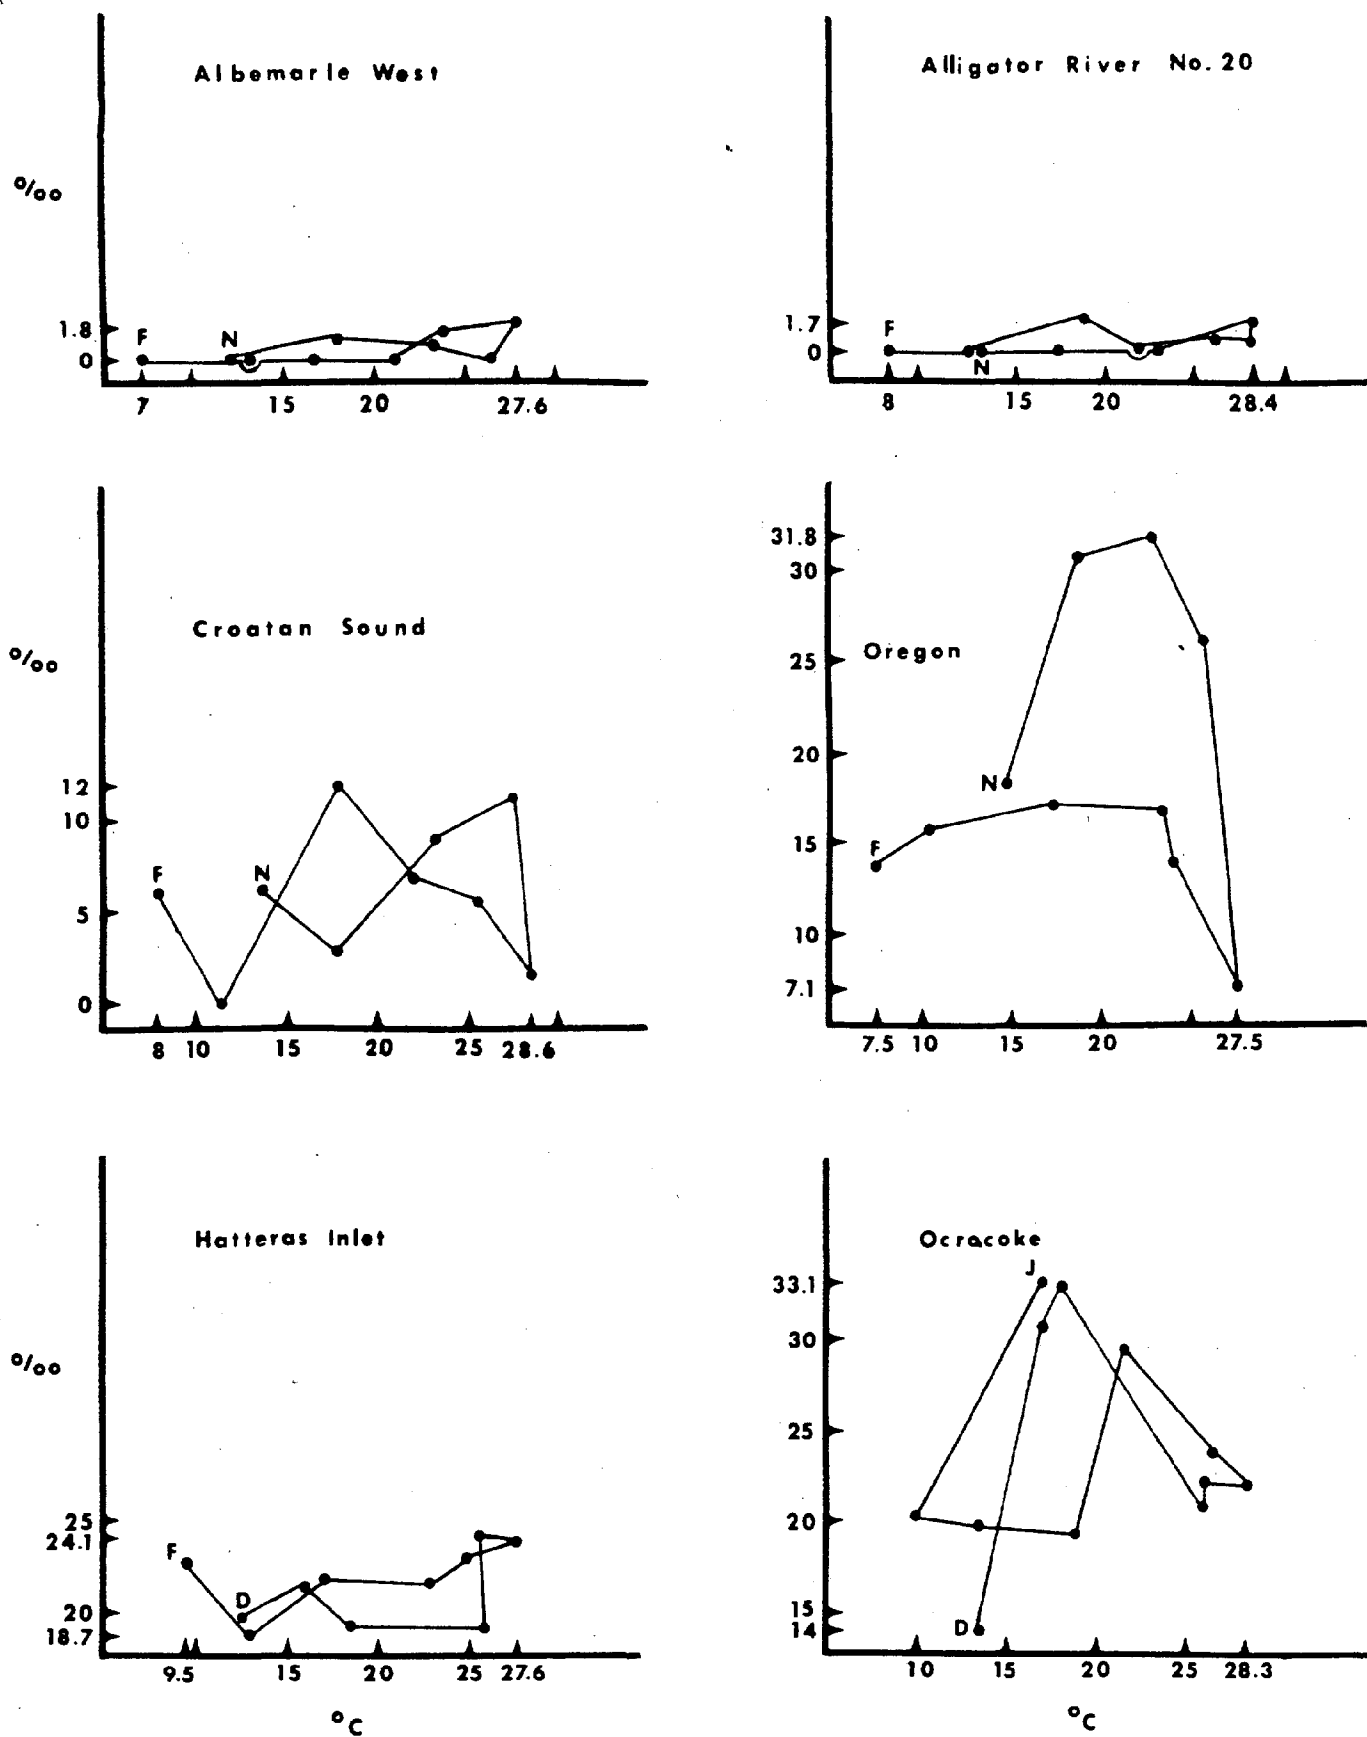 Albemarle West
‰
1.8
0
F
N
7
15
20
27.6
Alligator River No. 20
1.7
0
F
N
8
15
20
28.4
Croatan Sound
‰
12
10
5
0
F
N
8
10
15
20
25
28.6
Oregon
31.8
30
25
20
15
10
7.1
N
F
7.5
10
15
20
27.5
Hatteras Inlet
‰
25
24.1
20
18.7
F
D
9.5
15
20
25
27.6
°C
Ocracoke
J
33.1
30
25
20
15
14
D
10
15
20
25
28.3
°C